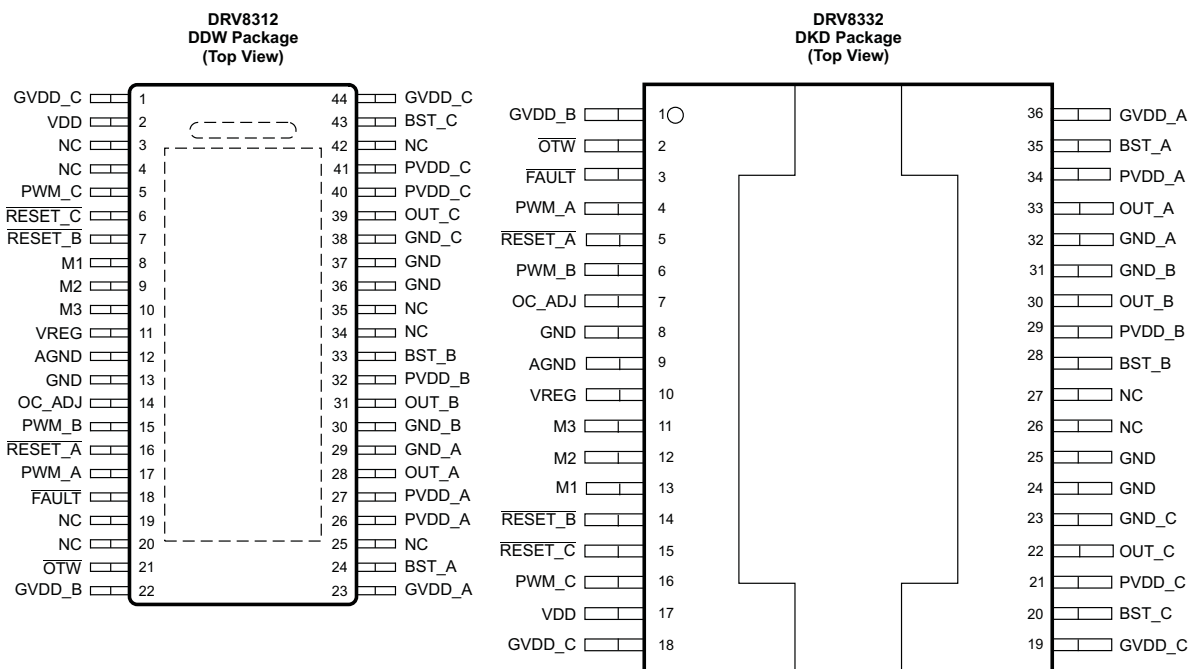 DRV8312
DDW Package
(Top View)
GVDD_C 1 44 GVDD_C
VDD 2 43 BST_C
NC 3 42 NC
NC 4 41 PVDD_C
PWM_C 5 40 PVDD_C
RESET_C 6 39 OUT_C
RESET_B 7 38 GND_C
M1 8 37 GND
M2 9 36 GND
M3 10 35 NC
VREG 11 34 NC
AGND 12 33 BST_B
GND 13 32 PVDD_B
OC_ADJ 14 31 OUT_B
PWM_B 15 30 GND_B
RESET_A 16 29 GND_A
PWM_A 17 28 OUT_A
FAULT 18 27 PVDD_A
NC 19 26 PVDD_A
NC 20 25 NC
OTW 21 24 BST_A
GVDD_B 22 23 GVDD_A
DRV8332
DKD Package
(Top View)
GVDD_B 1 36 GVDD_A
OTW 2 35 BST_A
FAULT 3 34 PVDD_A
PWM_A 4 33 OUT_A
RESET_A 5 32 GND_A
PWM_B 6 31 GND_B
OC_ADJ 7 30 OUT_B
GND 8 29 PVDD_B
AGND 9 28 BST_B
VREG 10 27 NC
M3 11 26 NC
M2 12 25 GND
M1 13 24 GND
RESET_B 14 23 GND_C
RESET_C 15 22 OUT_C
PWM_C 16 21 PVDD_C
VDD 17 20 BST_C
GVDD_C 18 19 GVDD_C